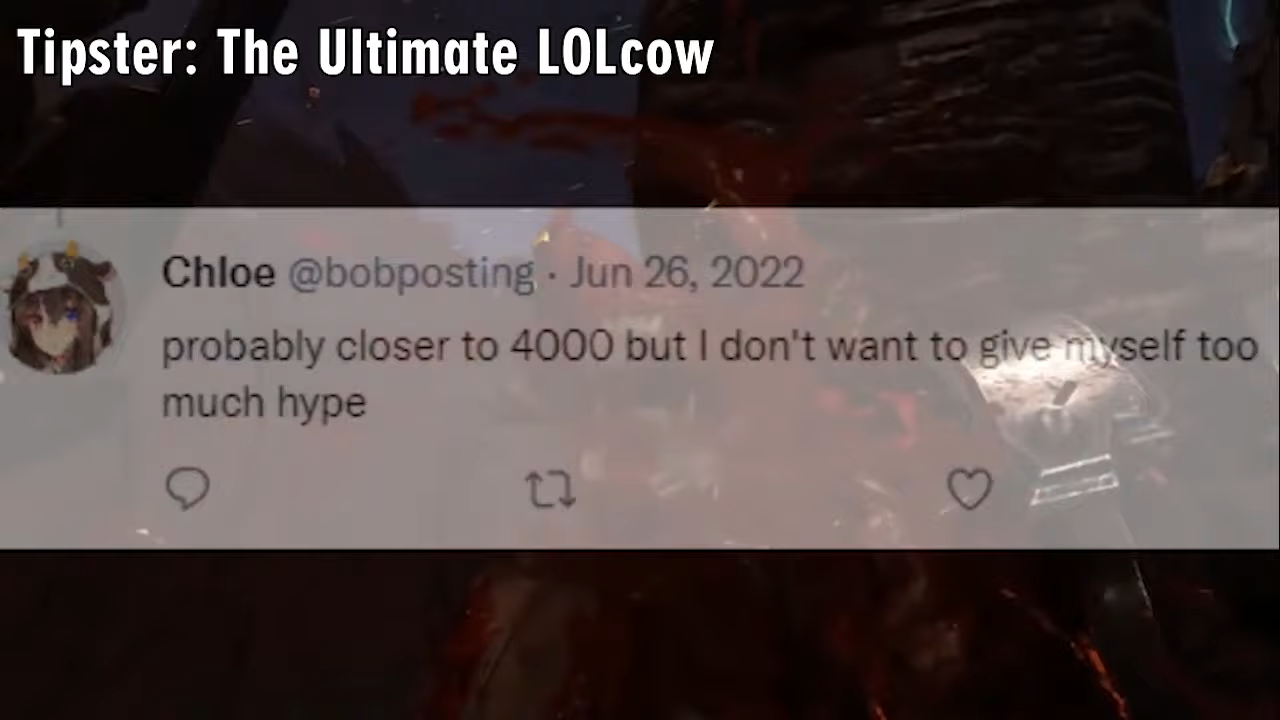 Tipster: The Ultimate LOLcow
Chloe @bobposting · Jun 26, 2022
probably closer to 4000 but I don't want to give myself too
much hype